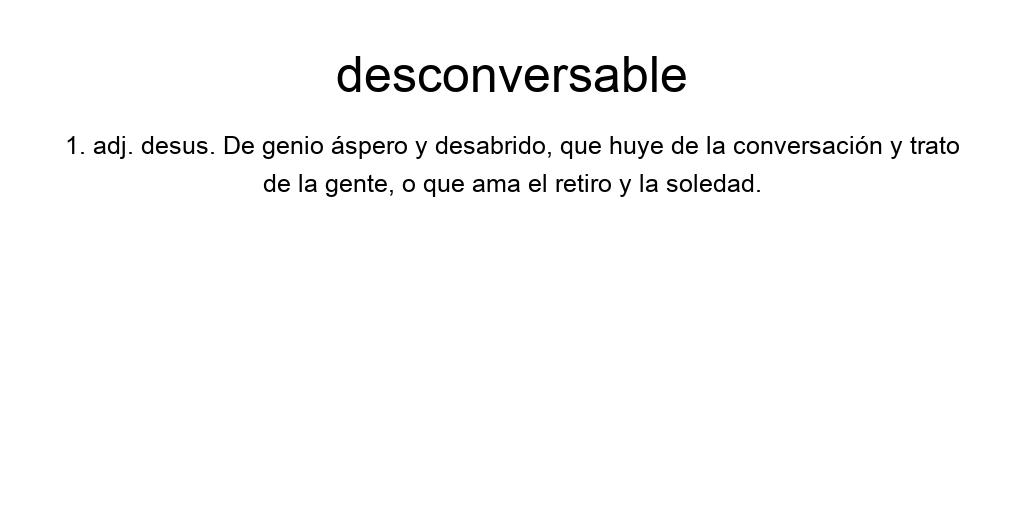 desconversable
1. adj. desus. De genio áspero y desabrido, que huye de la conversación y trato
de la gente, o que ama el retiro y la soledad.